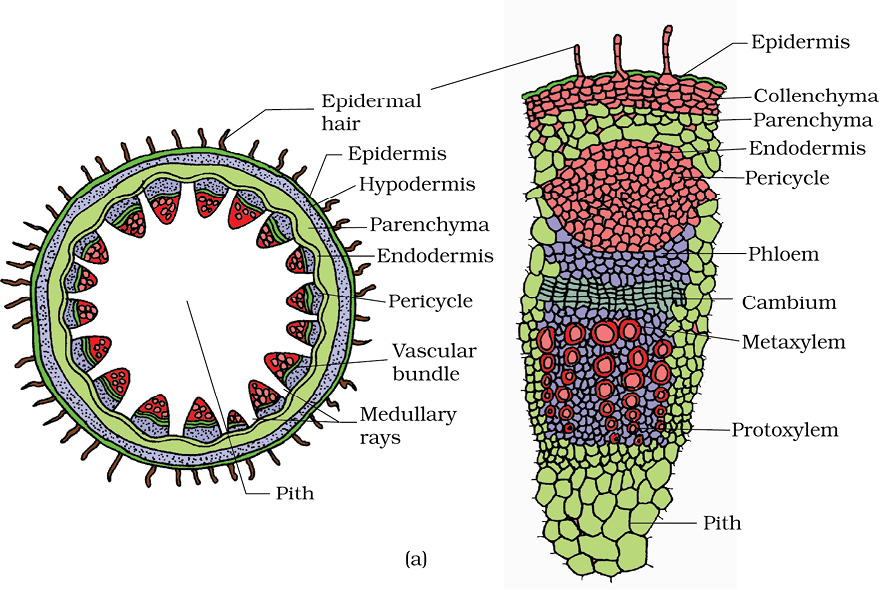 Epidermal
hair
Epidermis
Hypodermis
Parenchyma
Endodermis
Pericycle
Vascular
bundle
Medullary
rays
Pith
(a)
Epidermis
Collenchyma
Parenchyma
Endodermis
Pericycle
Phloem
Cambium
Metaxylem
Protoxylem
Pith